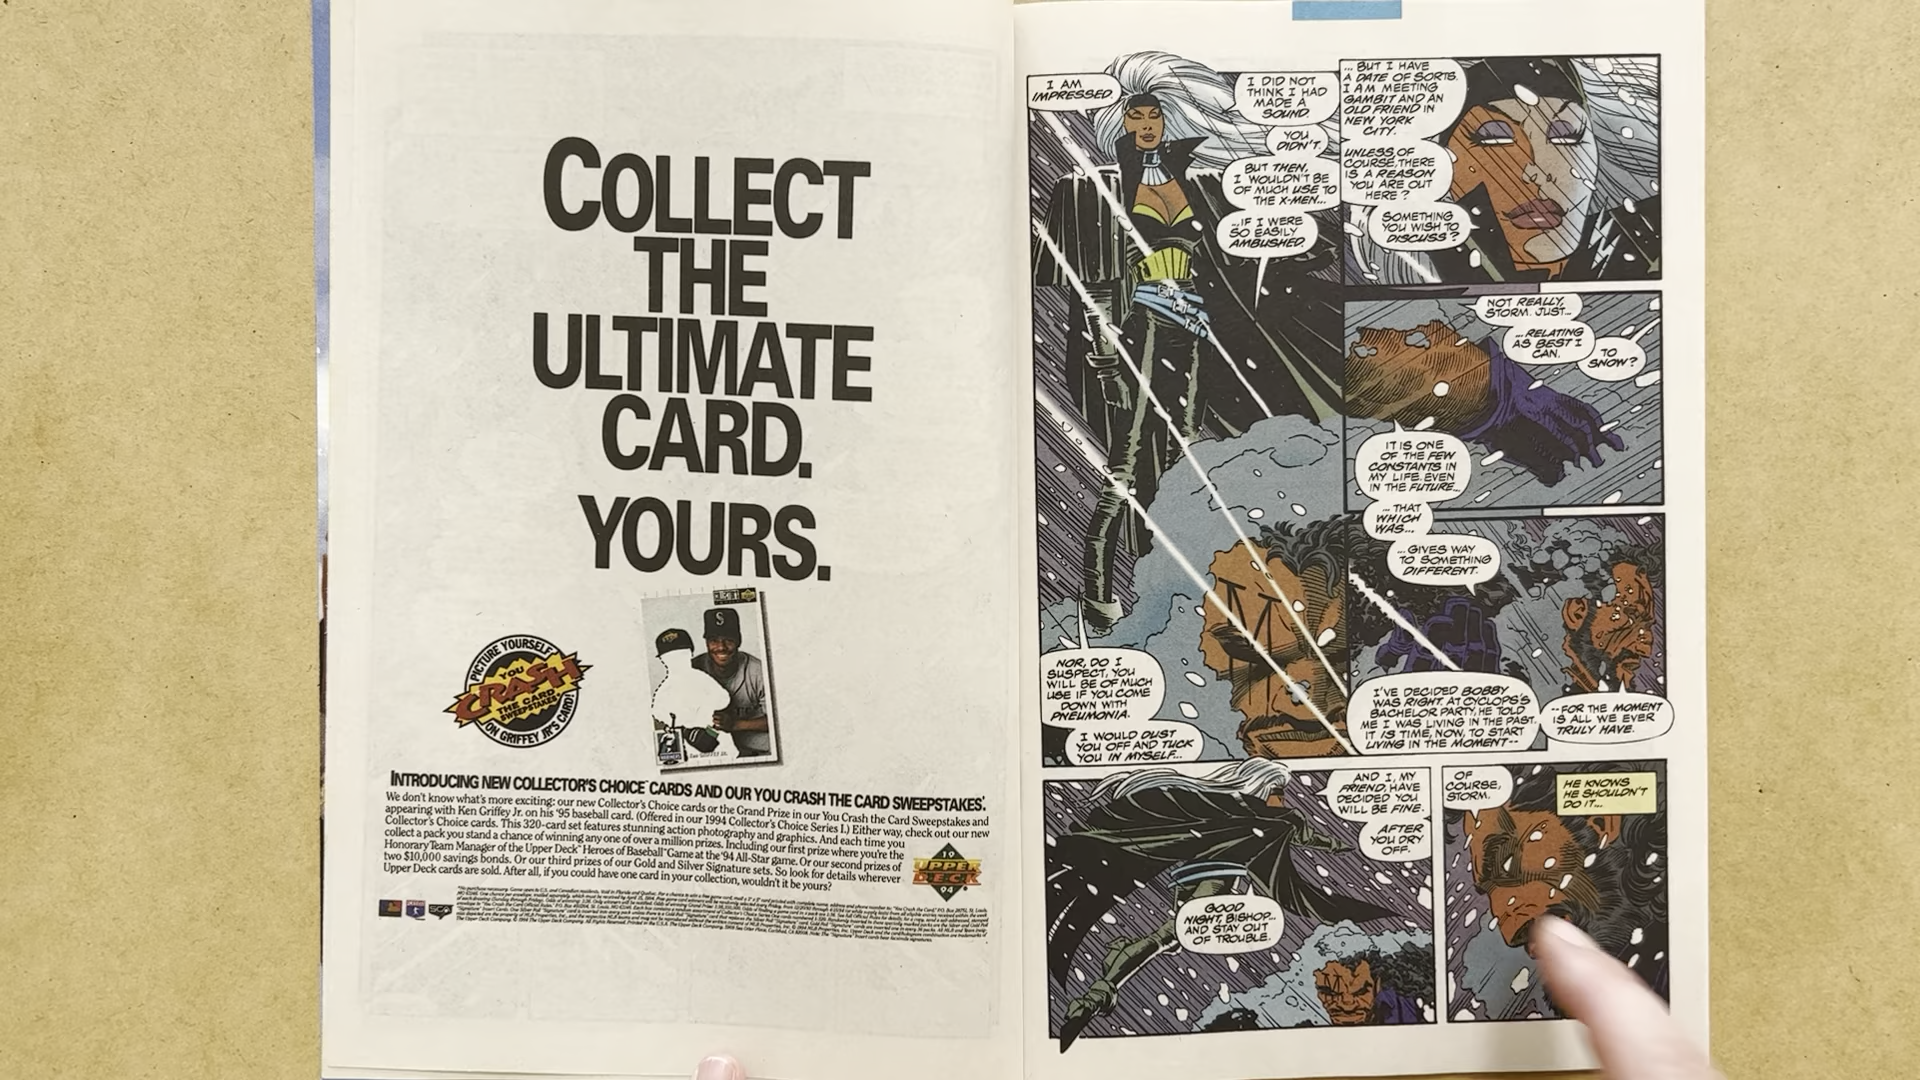 COLLECT
THE
ULTIMATE
CARD.
YOURS.
PICTURE YOURSELF
YOU
CRASH
THE CARD
SWEEPSTAKES
ON GRIFFEY JR'S CARD!
S
Ken Griffey Jr.
INTRODUCING NEW COLLECTOR'S CHOICE™ CARDS AND OUR YOU CRASH THE CARD SWEEPSTAKES*.
We don't know what's more exciting: our new Collector's Choice cards or the Grand Prize in our You Crash the Card Sweepstakes and
appearing with Ken Griffey Jr. on his '95 baseball card. (Offered in our 1994 Collector's Choice Series 1.) Either way, check out our new
Collector's Choice cards. This 320-card set features stunning action photography and graphics. And each time you
collect a pack you stand a chance of winning any one of over a million prizes. Including our first prize where you're the
Honorary Team Manager of the Upper Deck™ Heroes of Baseball™ Game at the '94 All-Star game. Or our second prizes of
two $10,000 savings bonds. Or our third prizes of our Gold and Silver Signature sets. So look for details wherever
Upper Deck cards are sold. After all, if you could have one card in your collection, wouldn't it be yours?
19
UPPER
DECK
94
I AM
IMPRESSED.
I DID NOT
THINK I HAD
MADE A
SOUND.
YOU
DIDN'T.
BUT THEN,
I WOULDN'T BE
OF MUCH USE TO
THE X-MEN...
...IF I WERE
SO EASILY
AMBUSHED.
NOR, DO I
SUSPECT, YOU
WILL BE OF MUCH
USE IF YOU COME
DOWN WITH
PNEUMONIA.
I WOULD DUST
YOU OFF AND TUCK
YOU IN MYSELF...
... BUT I HAVE
A DATE OF SORTS.
I AM MEETING
GAMBIT AND AN
OLD FRIEND IN
NEW YORK
CITY.
UNLESS OF
COURSE, THERE
IS A REASON
YOU ARE OUT
HERE?
SOMETHING
YOU WISH TO
DISCUSS?
NOT REALLY,
STORM. JUST...
...RELATING
AS BEST I
CAN.
TO
SNOW?
IT IS ONE
OF THE FEW
CONSTANTS IN
MY LIFE. EVEN
IN THE FUTURE...
... THAT
WHICH
WAS...
...GIVES WAY
TO SOMETHING
DIFFERENT.
I'VE DECIDED BOBBY
WAS RIGHT. AT CYCLOPS'S
BACHELOR PARTY, HE TOLD
ME I WAS LIVING IN THE PAST.
IT IS TIME, NOW, TO START
LIVING IN THE MOMENT--
--FOR THE MOMENT
IS ALL WE EVER
TRULY HAVE.
AND I, MY
FRIEND, HAVE
DECIDED YOU
WILL BE FINE.
AFTER
YOU DRY
OFF.
GOOD
NIGHT, BISHOP...
AND STAY OUT
OF TROUBLE.
OF
COURSE,
STORM.
HE KNOWS
HE SHOULDN'T
DO IT...